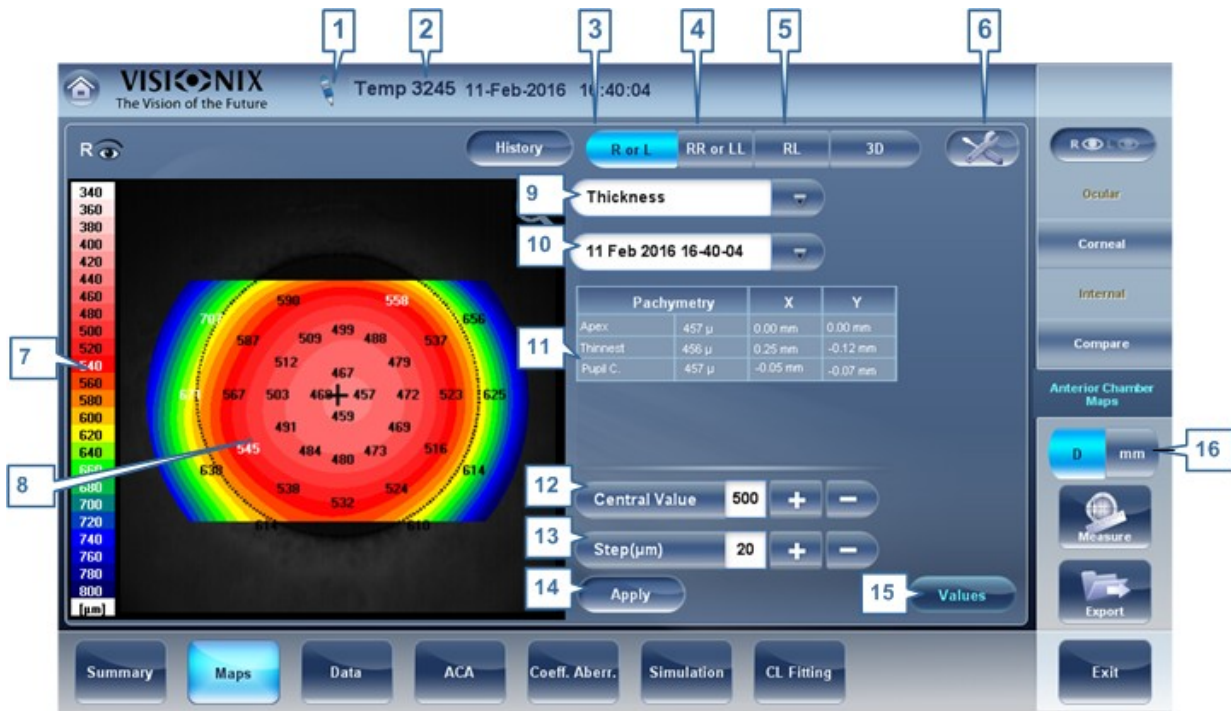 1 2 3 4 5 6
VISIONIX
The Vision of the Future
Temp 3245 11-Feb-2016 16:40:04
R
History
R or L RR or LL RL 3D
R L
9
Thickness
10
11 Feb 2016 16-40-04
Ocular
Corneal
Internal
Compare
Anterior Chamber
Maps
D mm
16
Measure
Export
Exit
11
Pachymetry X Y
Apex 457 µ 0.00 mm 0.00 mm
Thinnest 456 µ 0.25 mm -0.12 mm
Pupil C. 457 µ -0.05 mm -0.07 mm
12
Central Value 500 + −
13
Step(µm) 20 + −
14
Apply
15
Values
7
8
340
360
380
400
420
440
460
480
500
520
540
560
580
600
620
640
660
680
700
720
740
760
780
800
[µm]
590 558
656
587 509 499 488 537
512 467 479
567 503 457 472 523 625
459
491 469
545 484 480 473 516
638 614
538 532 524
614 610
Summary Maps Data ACA Coeff. Aberr. Simulation CL Fitting